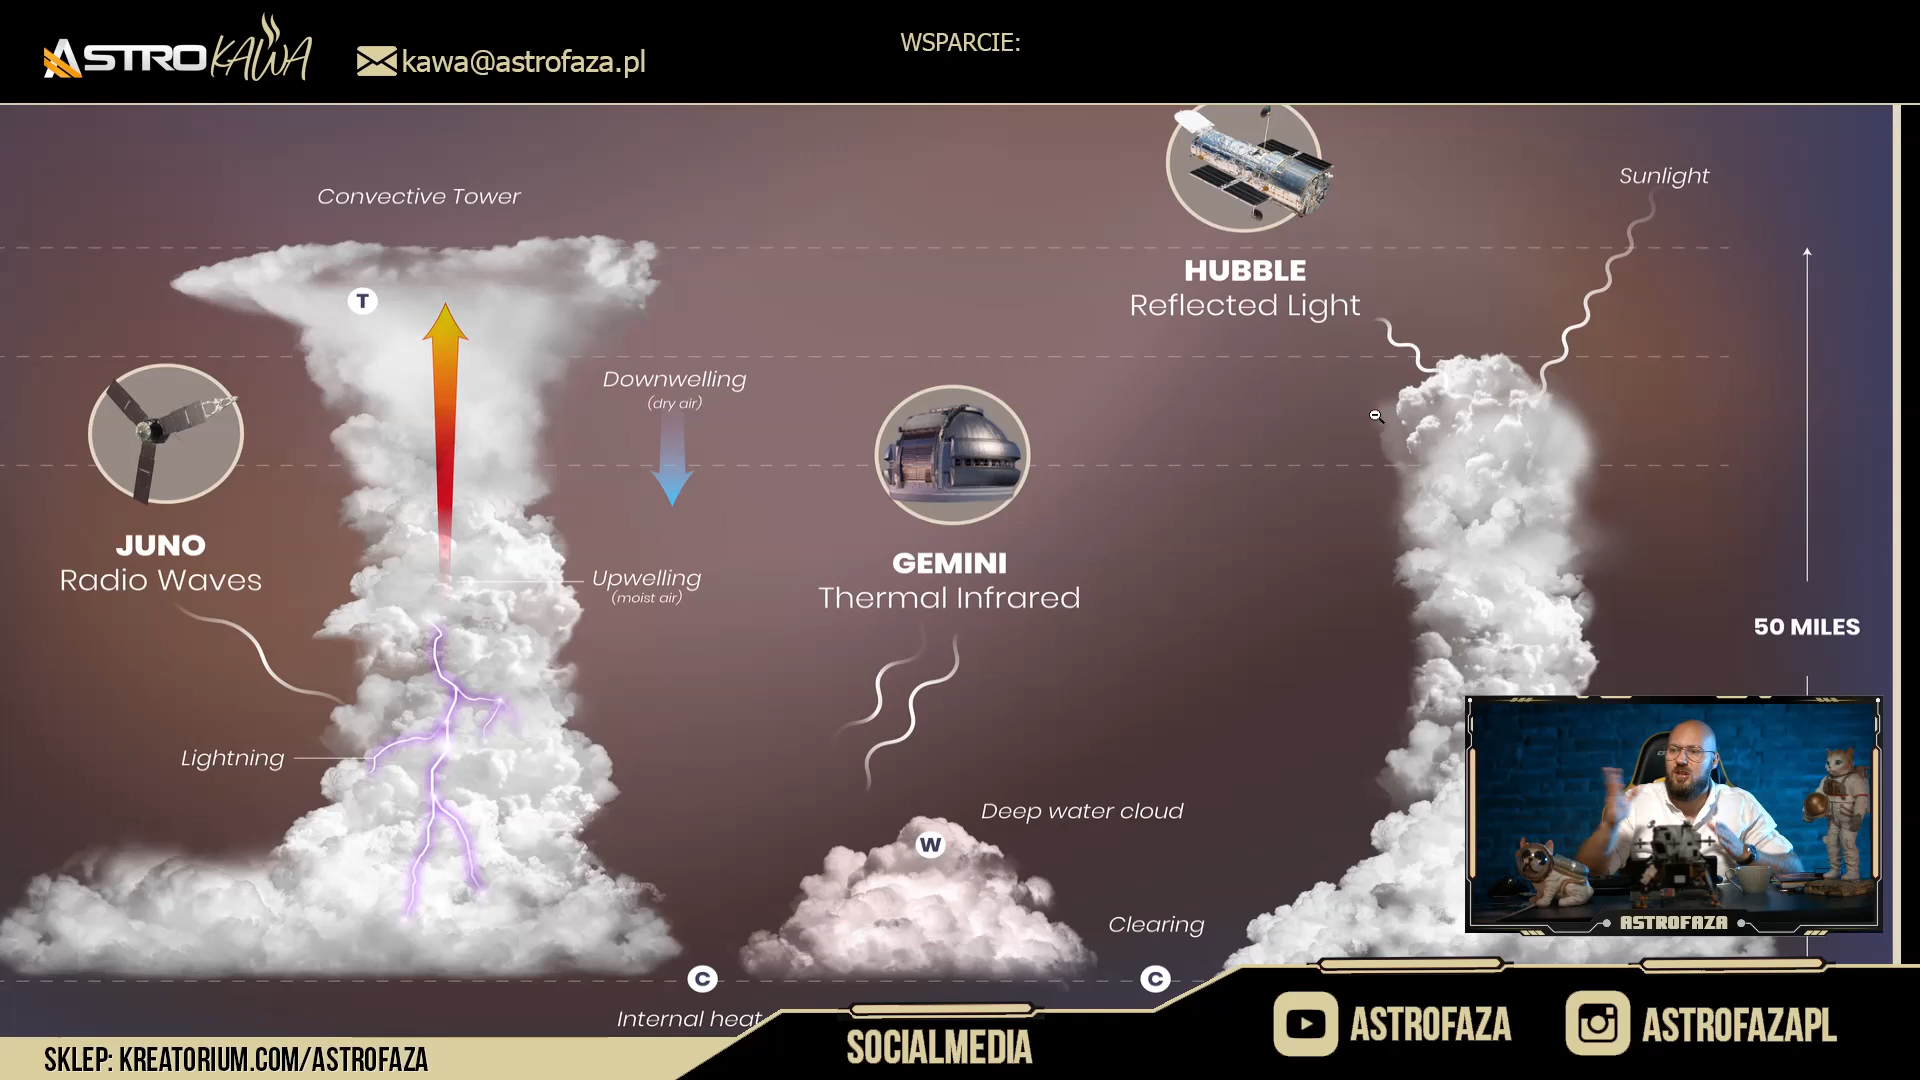 ASTRO KAWA
kawa@astrofaza.pl
WSPARCIE:
Convective Tower
Sunlight
HUBBLE
Reflected Light
T
Downwelling
(dry air)
JUNO
Radio Waves
GEMINI
Thermal Infrared
Upwelling
(moist air)
50 MILES
Lightning
Deep water cloud
W
Clearing
C
C
Internal heat
ASTROFAZA
SOCIALMEDIA
ASTROFAZA
ASTROFAZAPL
SKLEP: KREATORIUM.COM/ASTROFAZA